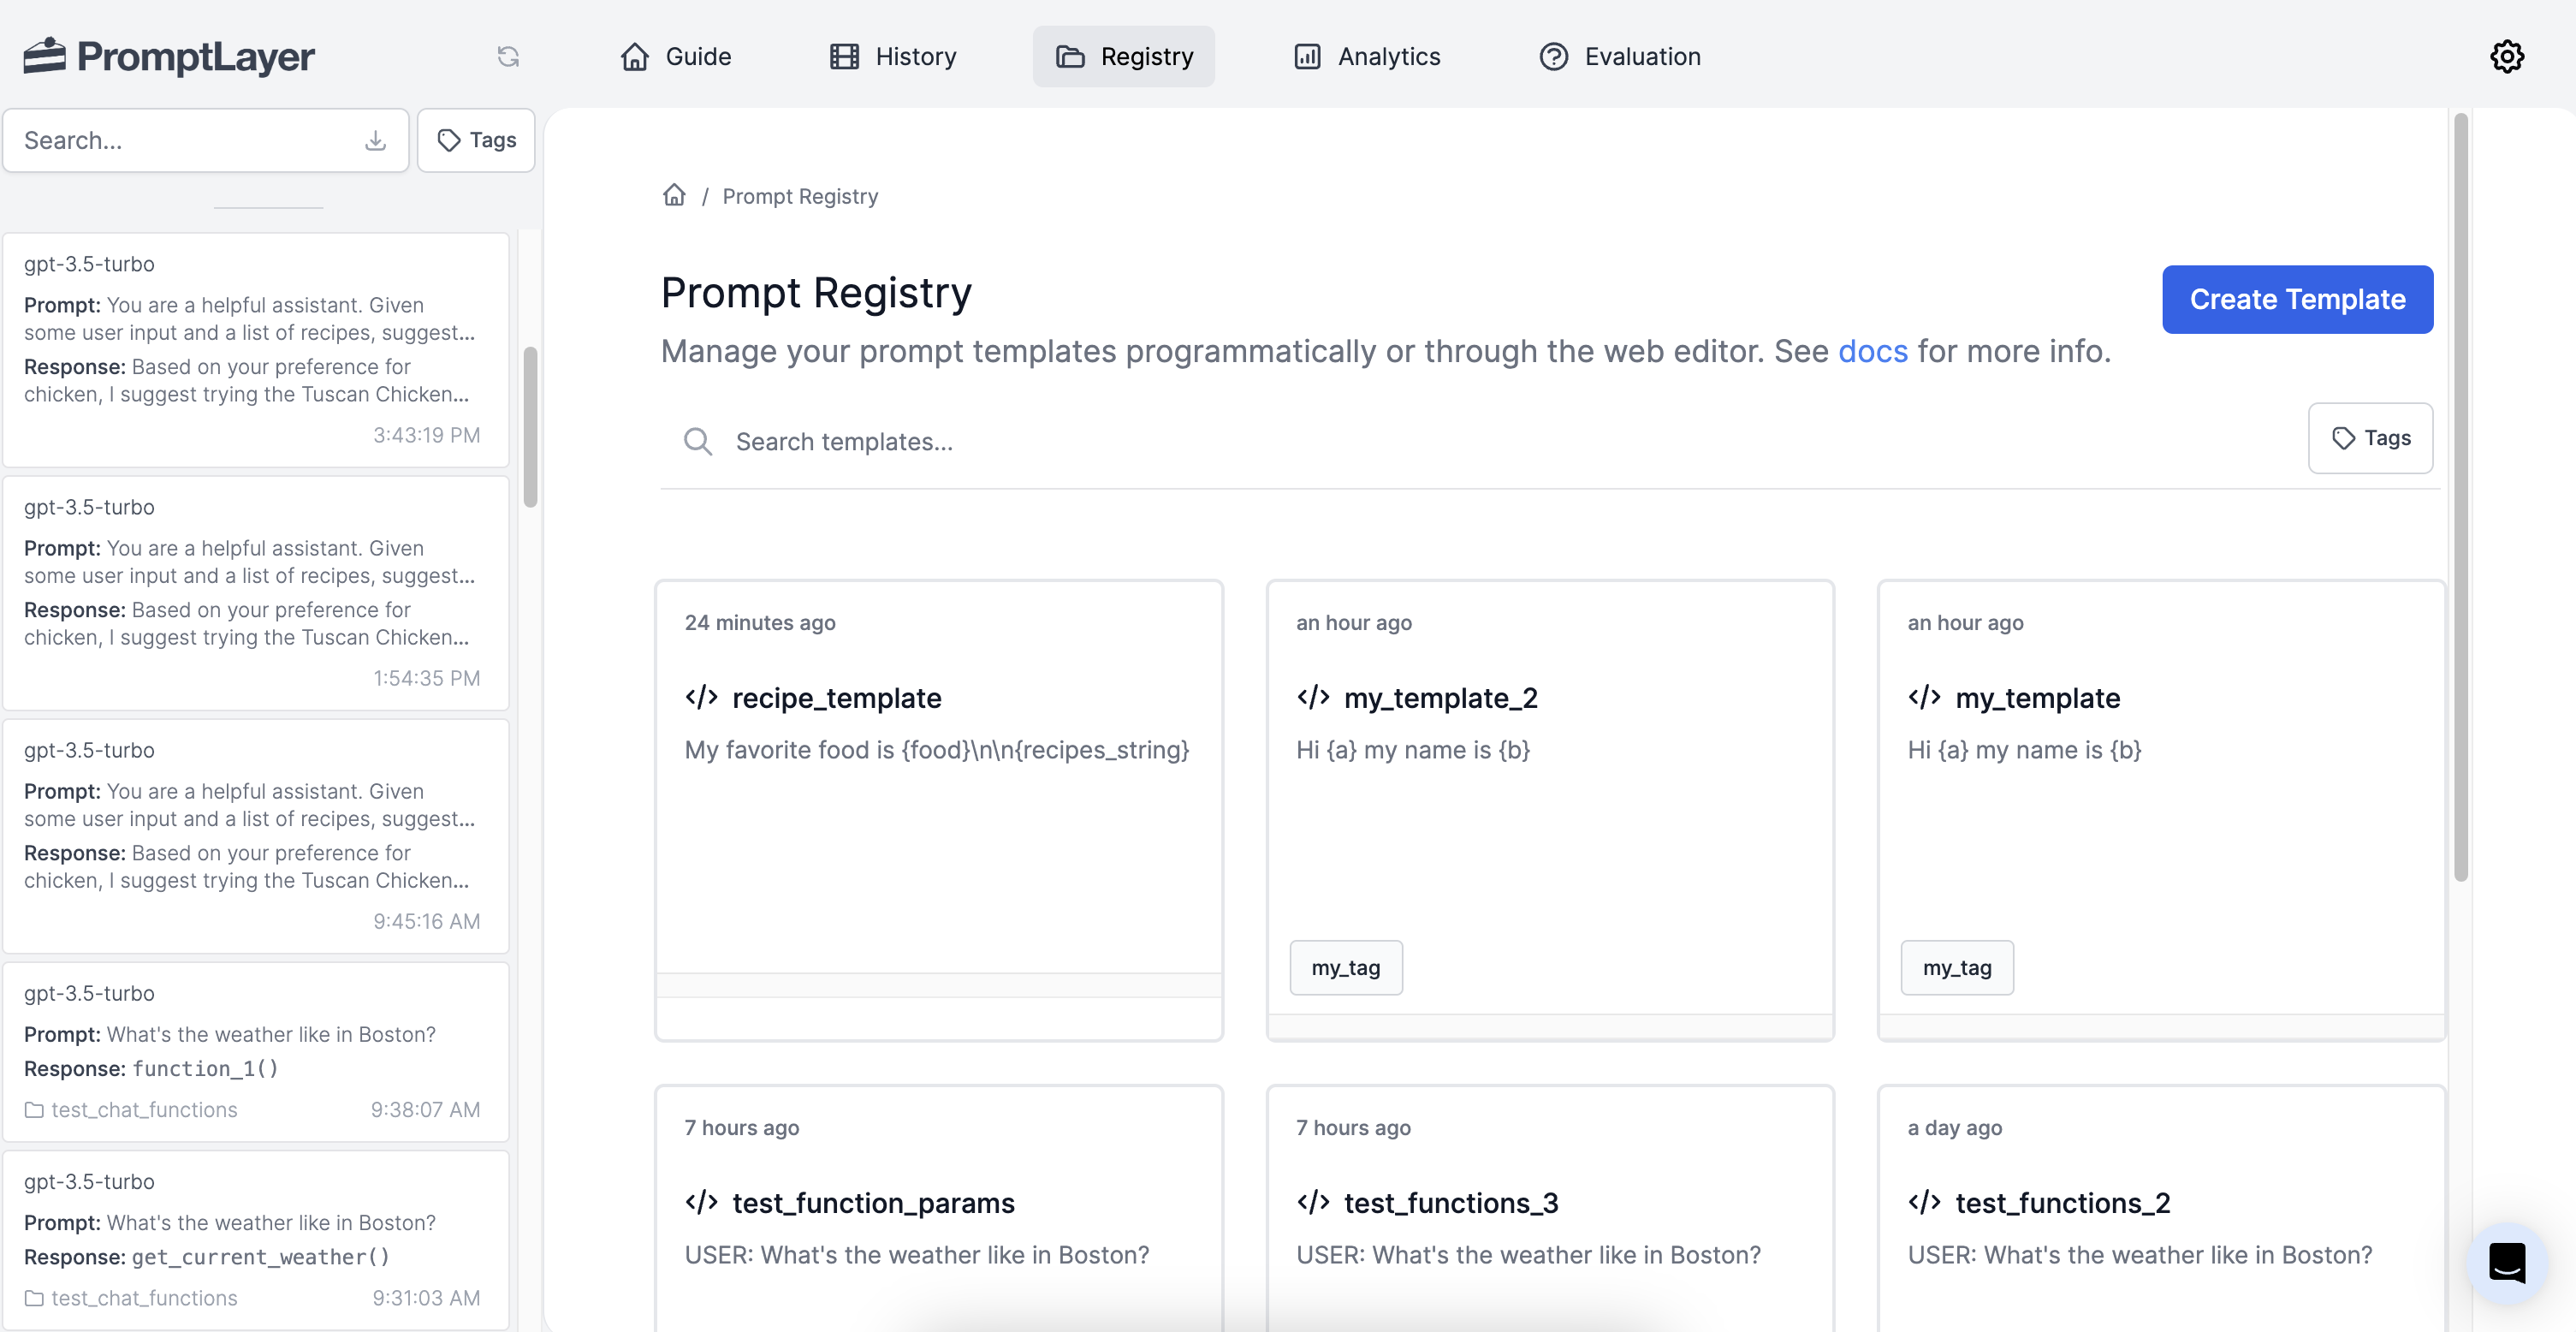 PromptLayer
Guide
History
Registry
Analytics
Evaluation
Search...
Tags
gpt-3.5-turbo
Prompt: You are a helpful assistant. Given
some user input and a list of recipes, suggest...
Response: Based on your preference for
chicken, I suggest trying the Tuscan Chicken...
3:43:19 PM
gpt-3.5-turbo
Prompt: You are a helpful assistant. Given
some user input and a list of recipes, suggest...
Response: Based on your preference for
chicken, I suggest trying the Tuscan Chicken...
1:54:35 PM
gpt-3.5-turbo
Prompt: You are a helpful assistant. Given
some user input and a list of recipes, suggest...
Response: Based on your preference for
chicken, I suggest trying the Tuscan Chicken...
9:45:16 AM
gpt-3.5-turbo
Prompt: What's the weather like in Boston?
Response: function_1()
test_chat_functions 9:38:07 AM
gpt-3.5-turbo
Prompt: What's the weather like in Boston?
Response: get_current_weather()
test_chat_functions 9:31:03 AM
/ Prompt Registry
Prompt Registry
Create Template
Manage your prompt templates programmatically or through the web editor. See docs for more info.
Search templates...
Tags
24 minutes ago
</> recipe_template
My favorite food is {food}\n\n{recipes_string}
an hour ago
</> my_template_2
Hi {a} my name is {b}
my_tag
an hour ago
</> my_template
Hi {a} my name is {b}
my_tag
7 hours ago
</> test_function_params
USER: What's the weather like in Boston?
7 hours ago
</> test_functions_3
USER: What's the weather like in Boston?
a day ago
</> test_functions_2
USER: What's the weather like in Boston?